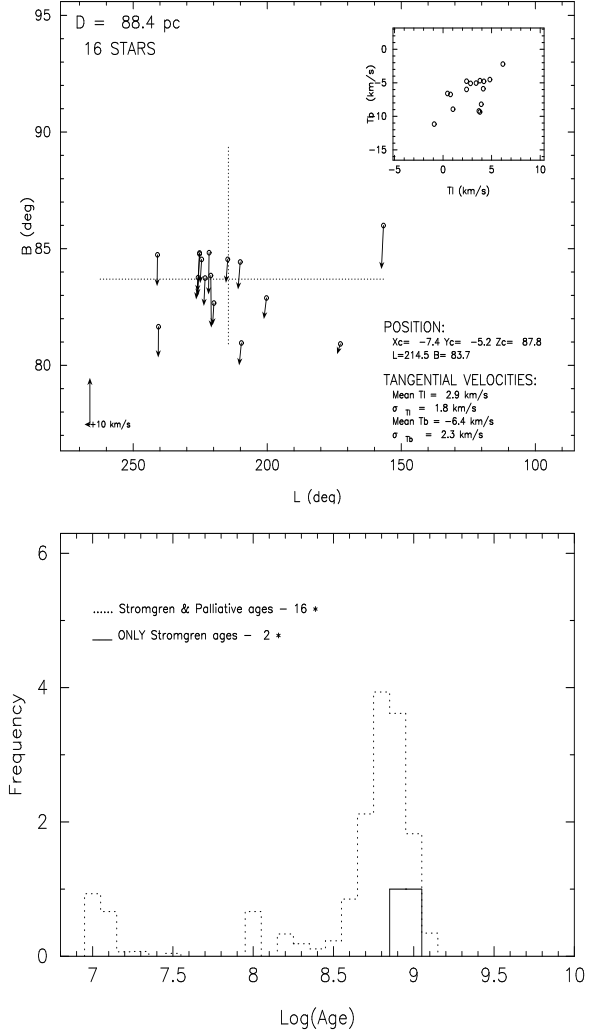 D = 88.4 pc
16 STARS
95
90
85
80
B (deg)
250
200
150
100
L (deg)
0
−5
−10
−15
Tb (km/s)
−5
0
5
10
Tl (km/s)
POSITION:
Xc= −7.4 Yc= −5.2 Zc= 87.8
L=214.5 B= 83.7
TANGENTIAL VELOCITIES:
Mean Tl = 2.9 km/s
σ Tl = 1.8 km/s
Mean Tb = −6.4 km/s
σ Tb = 2.3 km/s
+10 km/s
6
4
2
0
Frequency
Stromgren & Palliative ages − 16 *
ONLY Stromgren ages − 2 *
7
7.5
8
8.5
9
9.5
10
Log(Age)